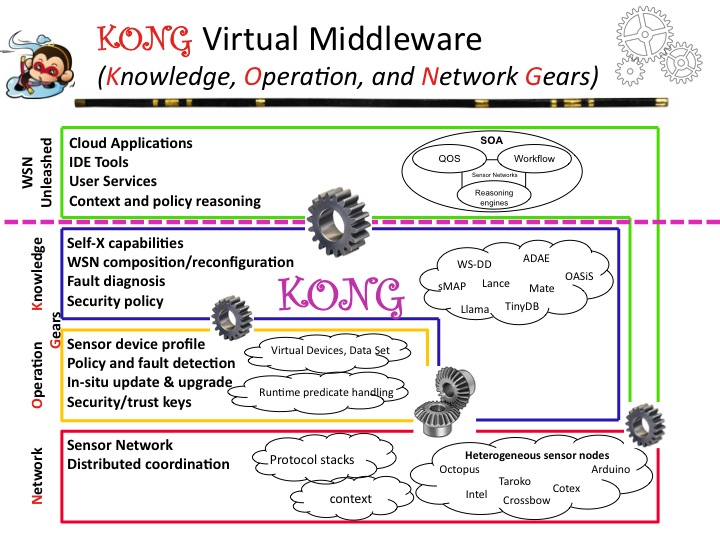 KONG Virtual Middleware
(Knowledge, Operation, and Network Gears)
WSN
Unleashed
Cloud Applications
IDE Tools
User Services
Context and policy reasoning
SOA
QOS
Workflow
Sensor Networks
Reasoning
engines
Knowledge
Self-X capabilities
WSN composition/reconfiguration
Fault diagnosis
Security policy
KONG
WS-DD
ADAE
OASiS
sMAP
Lance
Mate
Llama
TinyDB
Gears
Operation
Sensor device profile
Policy and fault detection
In-situ update & upgrade
Security/trust keys
Virtual Devices, Data Set
Runtime predicate handling
Network
Sensor Network
Distributed coordination
Protocol stacks
context
Heterogeneous sensor nodes
Octopus
Arduino
Taroko
Intel
Cotex
Crossbow